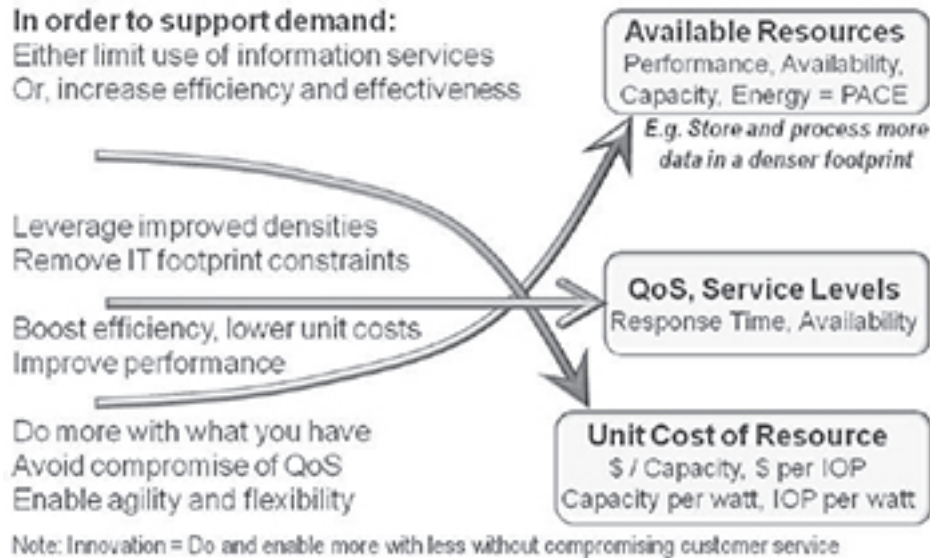 In order to support demand:
Either limit use of information services
Or, increase efficiency and effectiveness
Available Resources
Performance, Availability,
Capacity, Energy = PACE
E.g. Store and process more
data in a denser footprint
Leverage improved densities
Remove IT footprint constraints
QoS, Service Levels
Response Time, Availability
Boost efficiency, lower unit costs
Improve performance
Do more with what you have
Avoid compromise of QoS
Enable agility and flexibility
Unit Cost of Resource
$ / Capacity, $ per IOP
Capacity per watt, IOP per watt
Note: Innovation = Do and enable more with less without compromising customer service